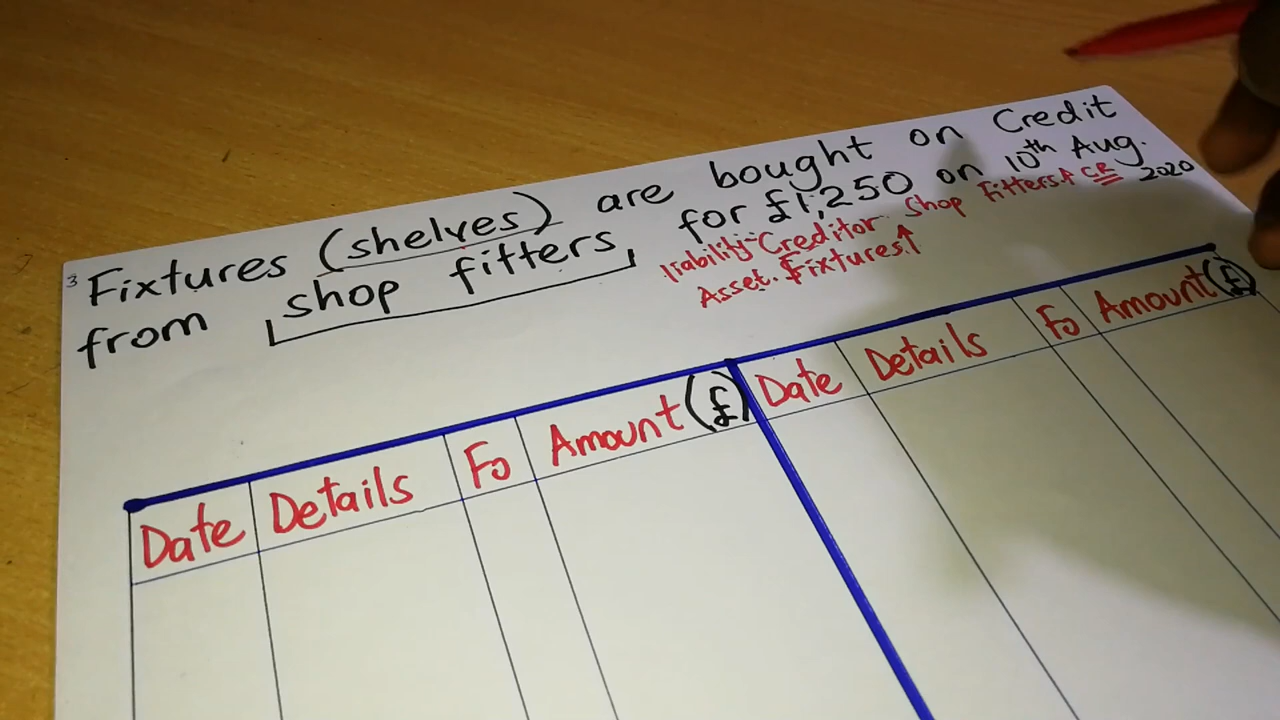 3 Fixtures (shelves) are bought on Credit
from shop fitters, for £1,250 on 10th Aug. 2020
liability-Creditor. Shop Fitters↑ CR
Asset. Fixtures.↑
Date Details Fo Amount(£) Date Details Fo Amount(£)